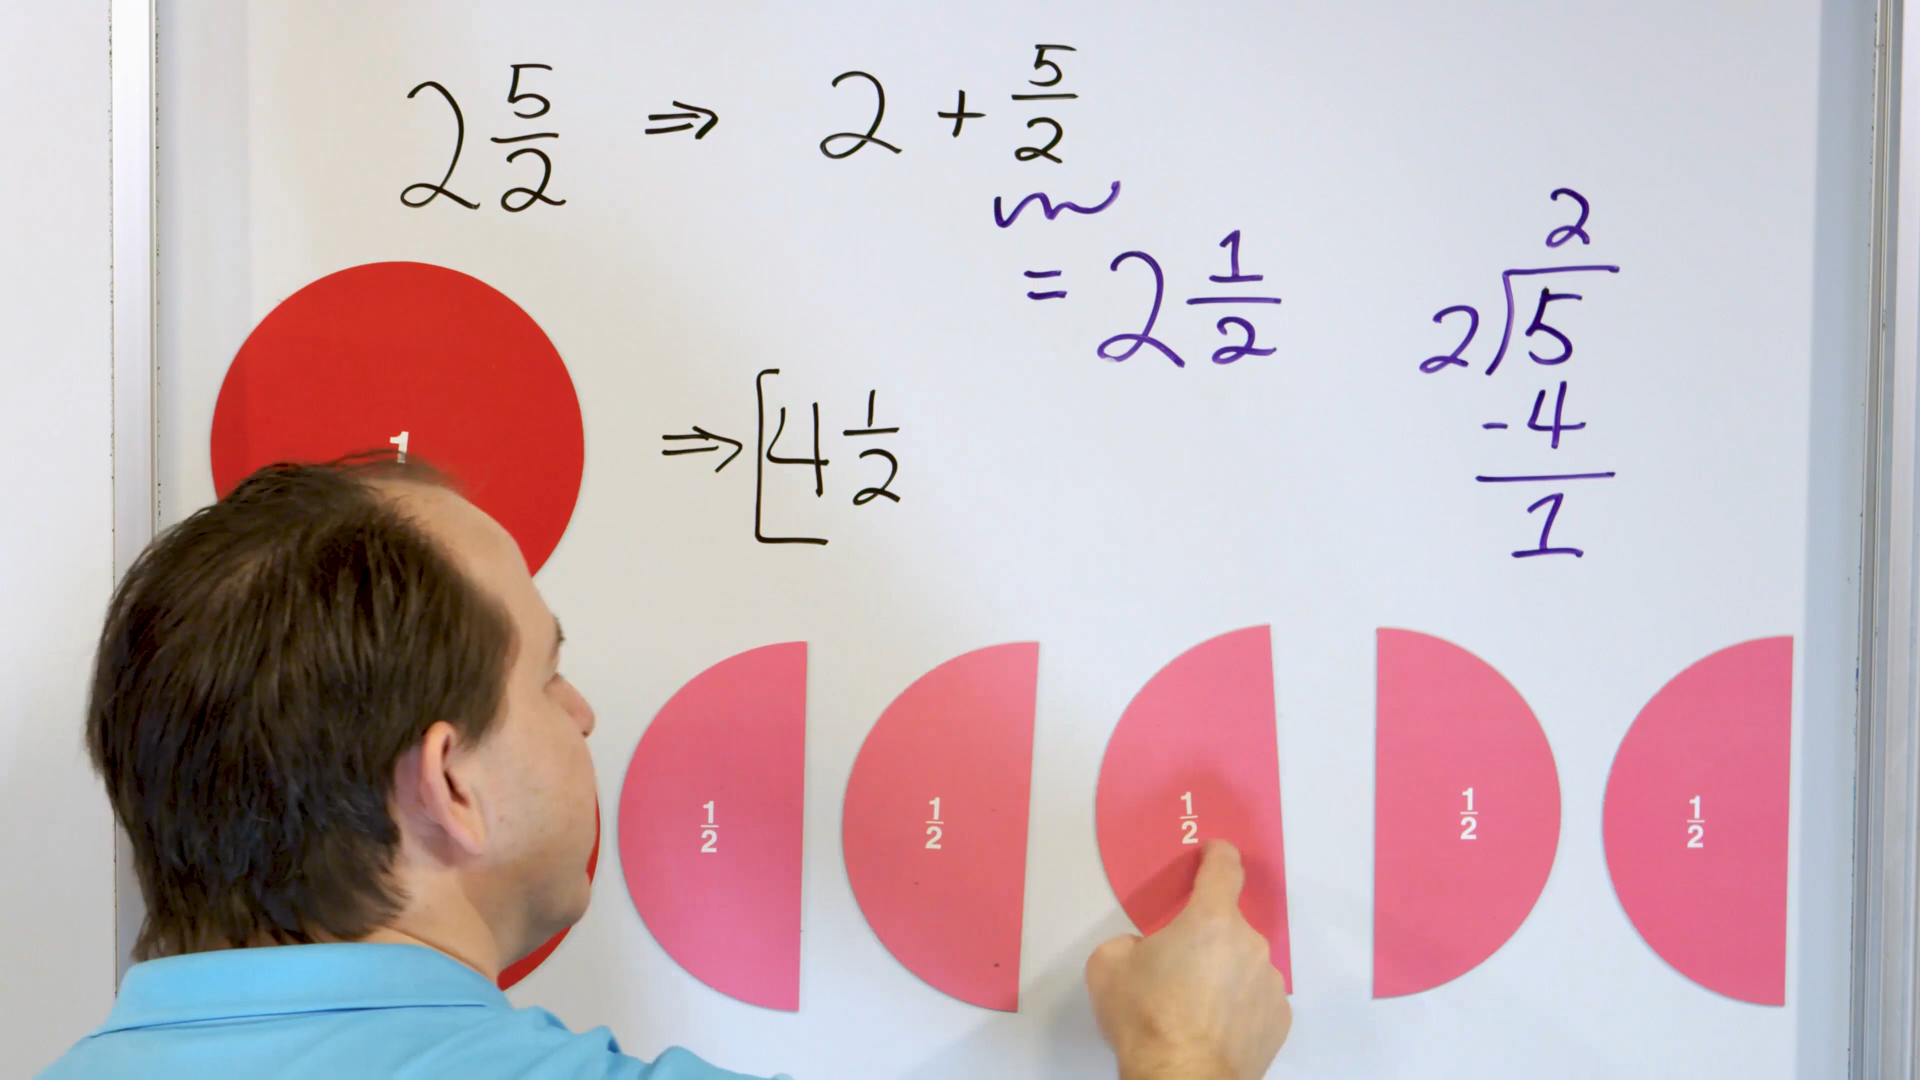 2 5/2 ⇒ 2 + 5/2
= 2 1/2
⇒ [4 1/2
2
2)5
-4
1
1
1/2 1/2 1/2 1/2 1/2